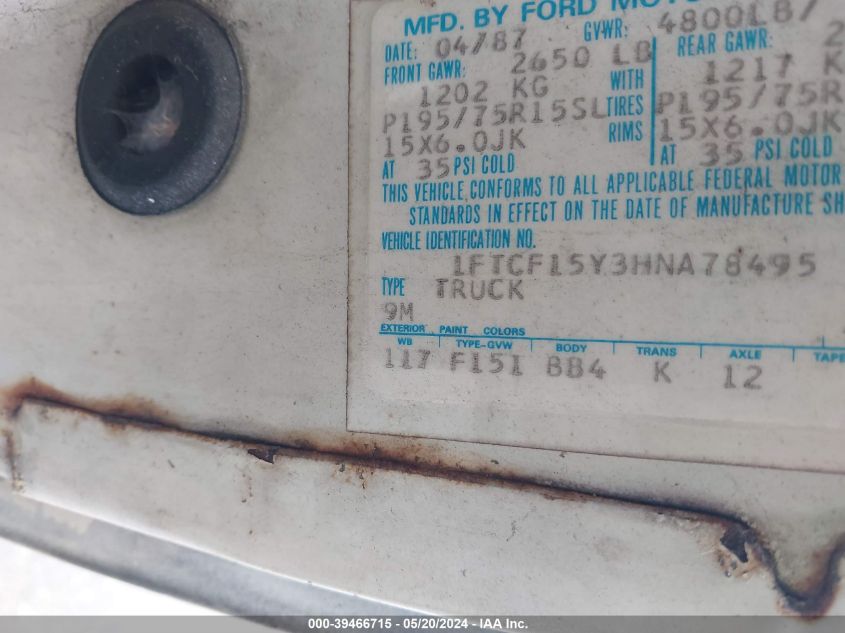 MFD. BY FORD MOTOR
DATE: 04/87 GVWR: 4800LB/
FRONT GAWR: 2650 LB REAR GAWR: 2
1202 KG WITH 1217 K
P195/75R15SL TIRES P195/75R
15X6.0JK RIMS 15X6.0JK
AT 35 PSI COLD AT 35 PSI COLD
THIS VEHICLE CONFORMS TO ALL APPLICABLE FEDERAL MOTOR
STANDARDS IN EFFECT ON THE DATE OF MANUFACTURE SH
VEHICLE IDENTIFICATION NO.
1FTCF15Y3HNA78495
TYPE TRUCK
9M
EXTERIOR PAINT COLORS
WB TYPE-GVW BODY TRANS AXLE TAPE
117 F151 BB4 K 12
000-39466715 / 05/20/2024 - IAA Inc.